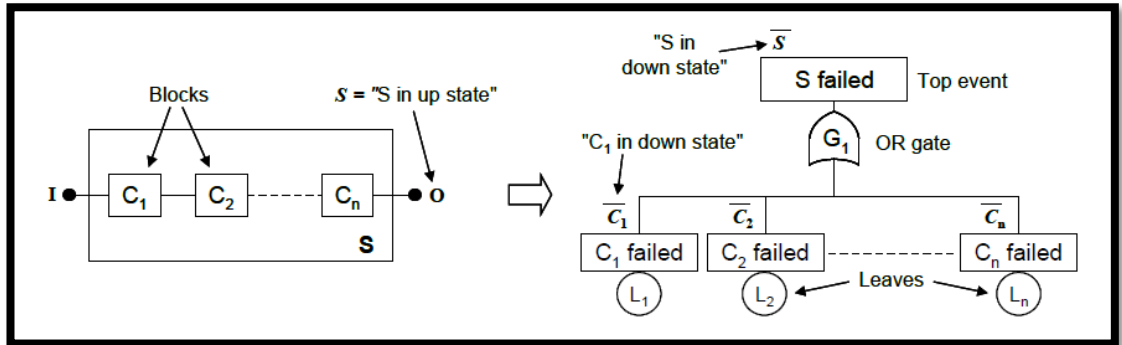 Blocks
S = "S in up state"
I
C1
C2
Cn
O
S
"S in
down state"
S̅
S failed
Top event
G1
OR gate
"C1 in down state"
C̅1
C̅2
C̅n
C1 failed
C2 failed
Cn failed
L1
L2
Leaves
Ln